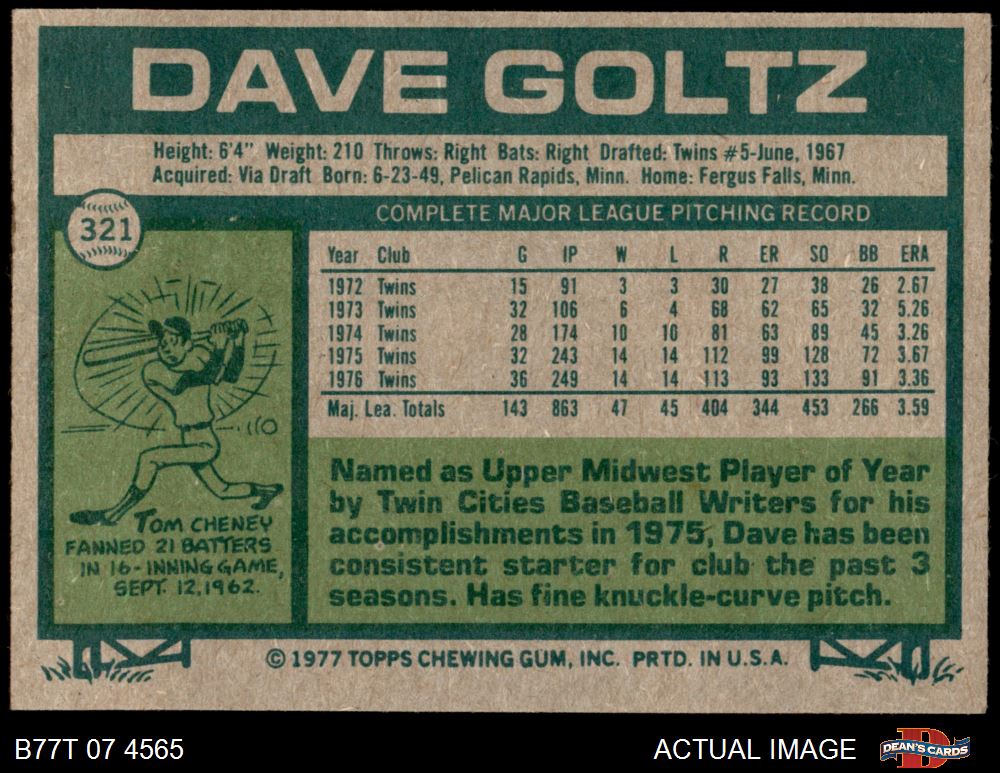 DAVE GOLTZ
Height: 6'4" Weight: 210 Throws: Right Bats: Right Drafted: Twins #5-June, 1967
Acquired: Via Draft Born: 6-23-49, Pelican Rapids, Minn. Home: Fergus Falls, Minn.
321
COMPLETE MAJOR LEAGUE PITCHING RECORD
Year Club G IP W L R ER SO BB ERA
1972 Twins 15 91 3 3 30 27 38 26 2.67
1973 Twins 32 106 6 4 68 62 65 32 5.26
1974 Twins 28 174 10 10 81 63 89 45 3.26
1975 Twins 32 243 14 14 112 99 128 72 3.67
1976 Twins 36 249 14 14 113 93 133 91 3.36
Maj. Lea. Totals 143 863 47 45 404 344 453 266 3.59
TOM CHENEY
FANNED 21 BATTERS
IN 16-INNING GAME,
SEPT. 12, 1962.
Named as Upper Midwest Player of Year
by Twin Cities Baseball Writers for his
accomplishments in 1975, Dave has been
consistent starter for club the past 3
seasons. Has fine knuckle-curve pitch.
© 1977 TOPPS CHEWING GUM, INC. PRTD. IN U.S.A.
B77T 07 4565
ACTUAL IMAGE
DEAN'S CARDS